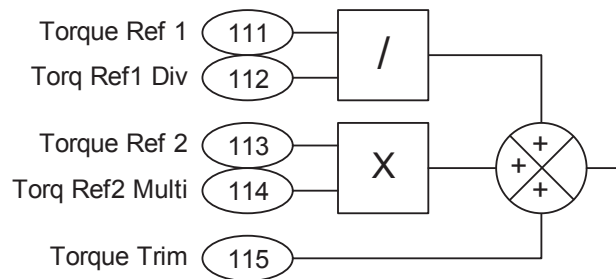 Torque Ref 1 111
/
Torq Ref1 Div 112
Torque Ref 2 113
X
Torq Ref2 Multi 114
+
+
+
Torque Trim 115